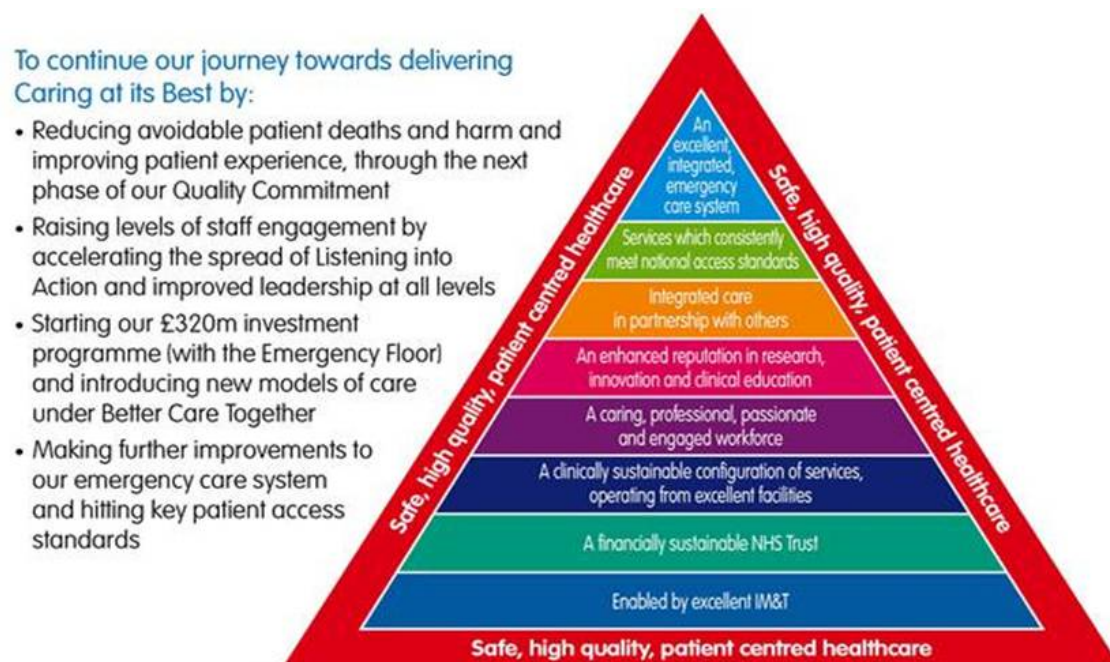 To continue our journey towards delivering
Caring at its Best by:
• Reducing avoidable patient deaths and harm and
improving patient experience, through the next
phase of our Quality Commitment
• Raising levels of staff engagement by
accelerating the spread of Listening into
Action and improved leadership at all levels
• Starting our £320m investment
programme (with the Emergency Floor)
and introducing new models of care
under Better Care Together
• Making further improvements to
our emergency care system
and hitting key patient access
standards
Safe, high quality, patient centred healthcare
An
excellent,
integrated,
emergency
care system
Services which consistently
meet national access standards
Integrated care
in partnership with others
An enhanced reputation in research,
innovation and clinical education
A caring, professional, passionate
and engaged workforce
A clinically sustainable configuration of services,
operating from excellent facilities
A financially sustainable NHS Trust
Enabled by excellent IM&T
Safe, high quality, patient centred healthcare
Safe, high quality, patient centred healthcare